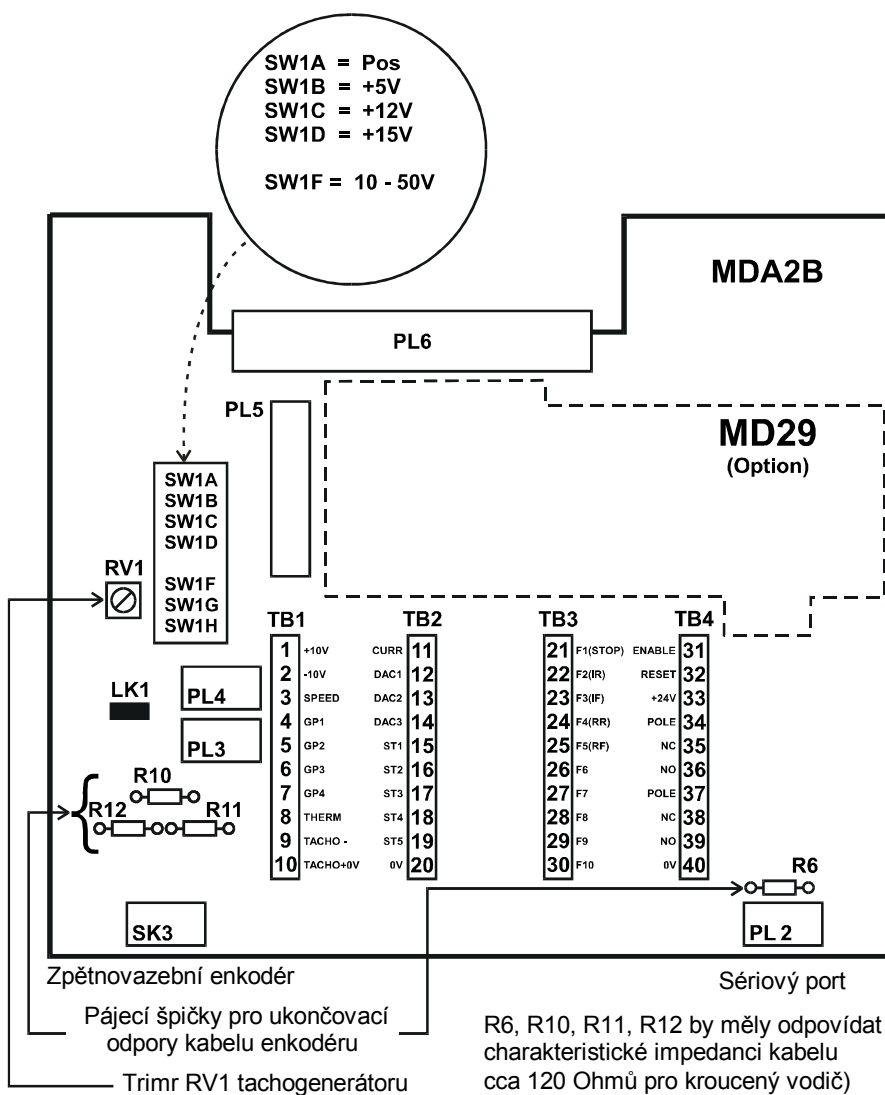 SW1A = Pos
SW1B = +5V
SW1C = +12V
SW1D = +15V
SW1F = 10 - 50V
MDA2B
PL6
PL5
MD29
(Option)
SW1A
SW1B
SW1C
SW1D
SW1F
SW1G
SW1H
RV1
LK1
PL4
PL3
R10
R12 R11
SK3
TB1 TB2 TB3 TB4
1 +10V CURR 11 21 F1(STOP) ENABLE 31
2 -10V DAC1 12 22 F2(IR) RESET 32
3 SPEED DAC2 13 23 F3(IF) +24V 33
4 GP1 DAC3 14 24 F4(RR) POLE 34
5 GP2 ST1 15 25 F5(RF) NC 35
6 GP3 ST2 16 26 F6 NO 36
7 GP4 ST3 17 27 F7 POLE 37
8 THERM ST4 18 28 F8 NC 38
9 TACHO - ST5 19 29 F9 NO 39
10 TACHO+0V 0V 20 30 F10 0V 40
R6
PL 2
Zpětnovazební enkodér
Sériový port
Pájecí špičky pro ukončovací
odpory kabelu enkodéru
Trimr RV1 tachogenerátoru
R6, R10, R11, R12 by měly odpovídat
charakteristické impedanci kabelu
cca 120 Ohmů pro kroucený vodič)